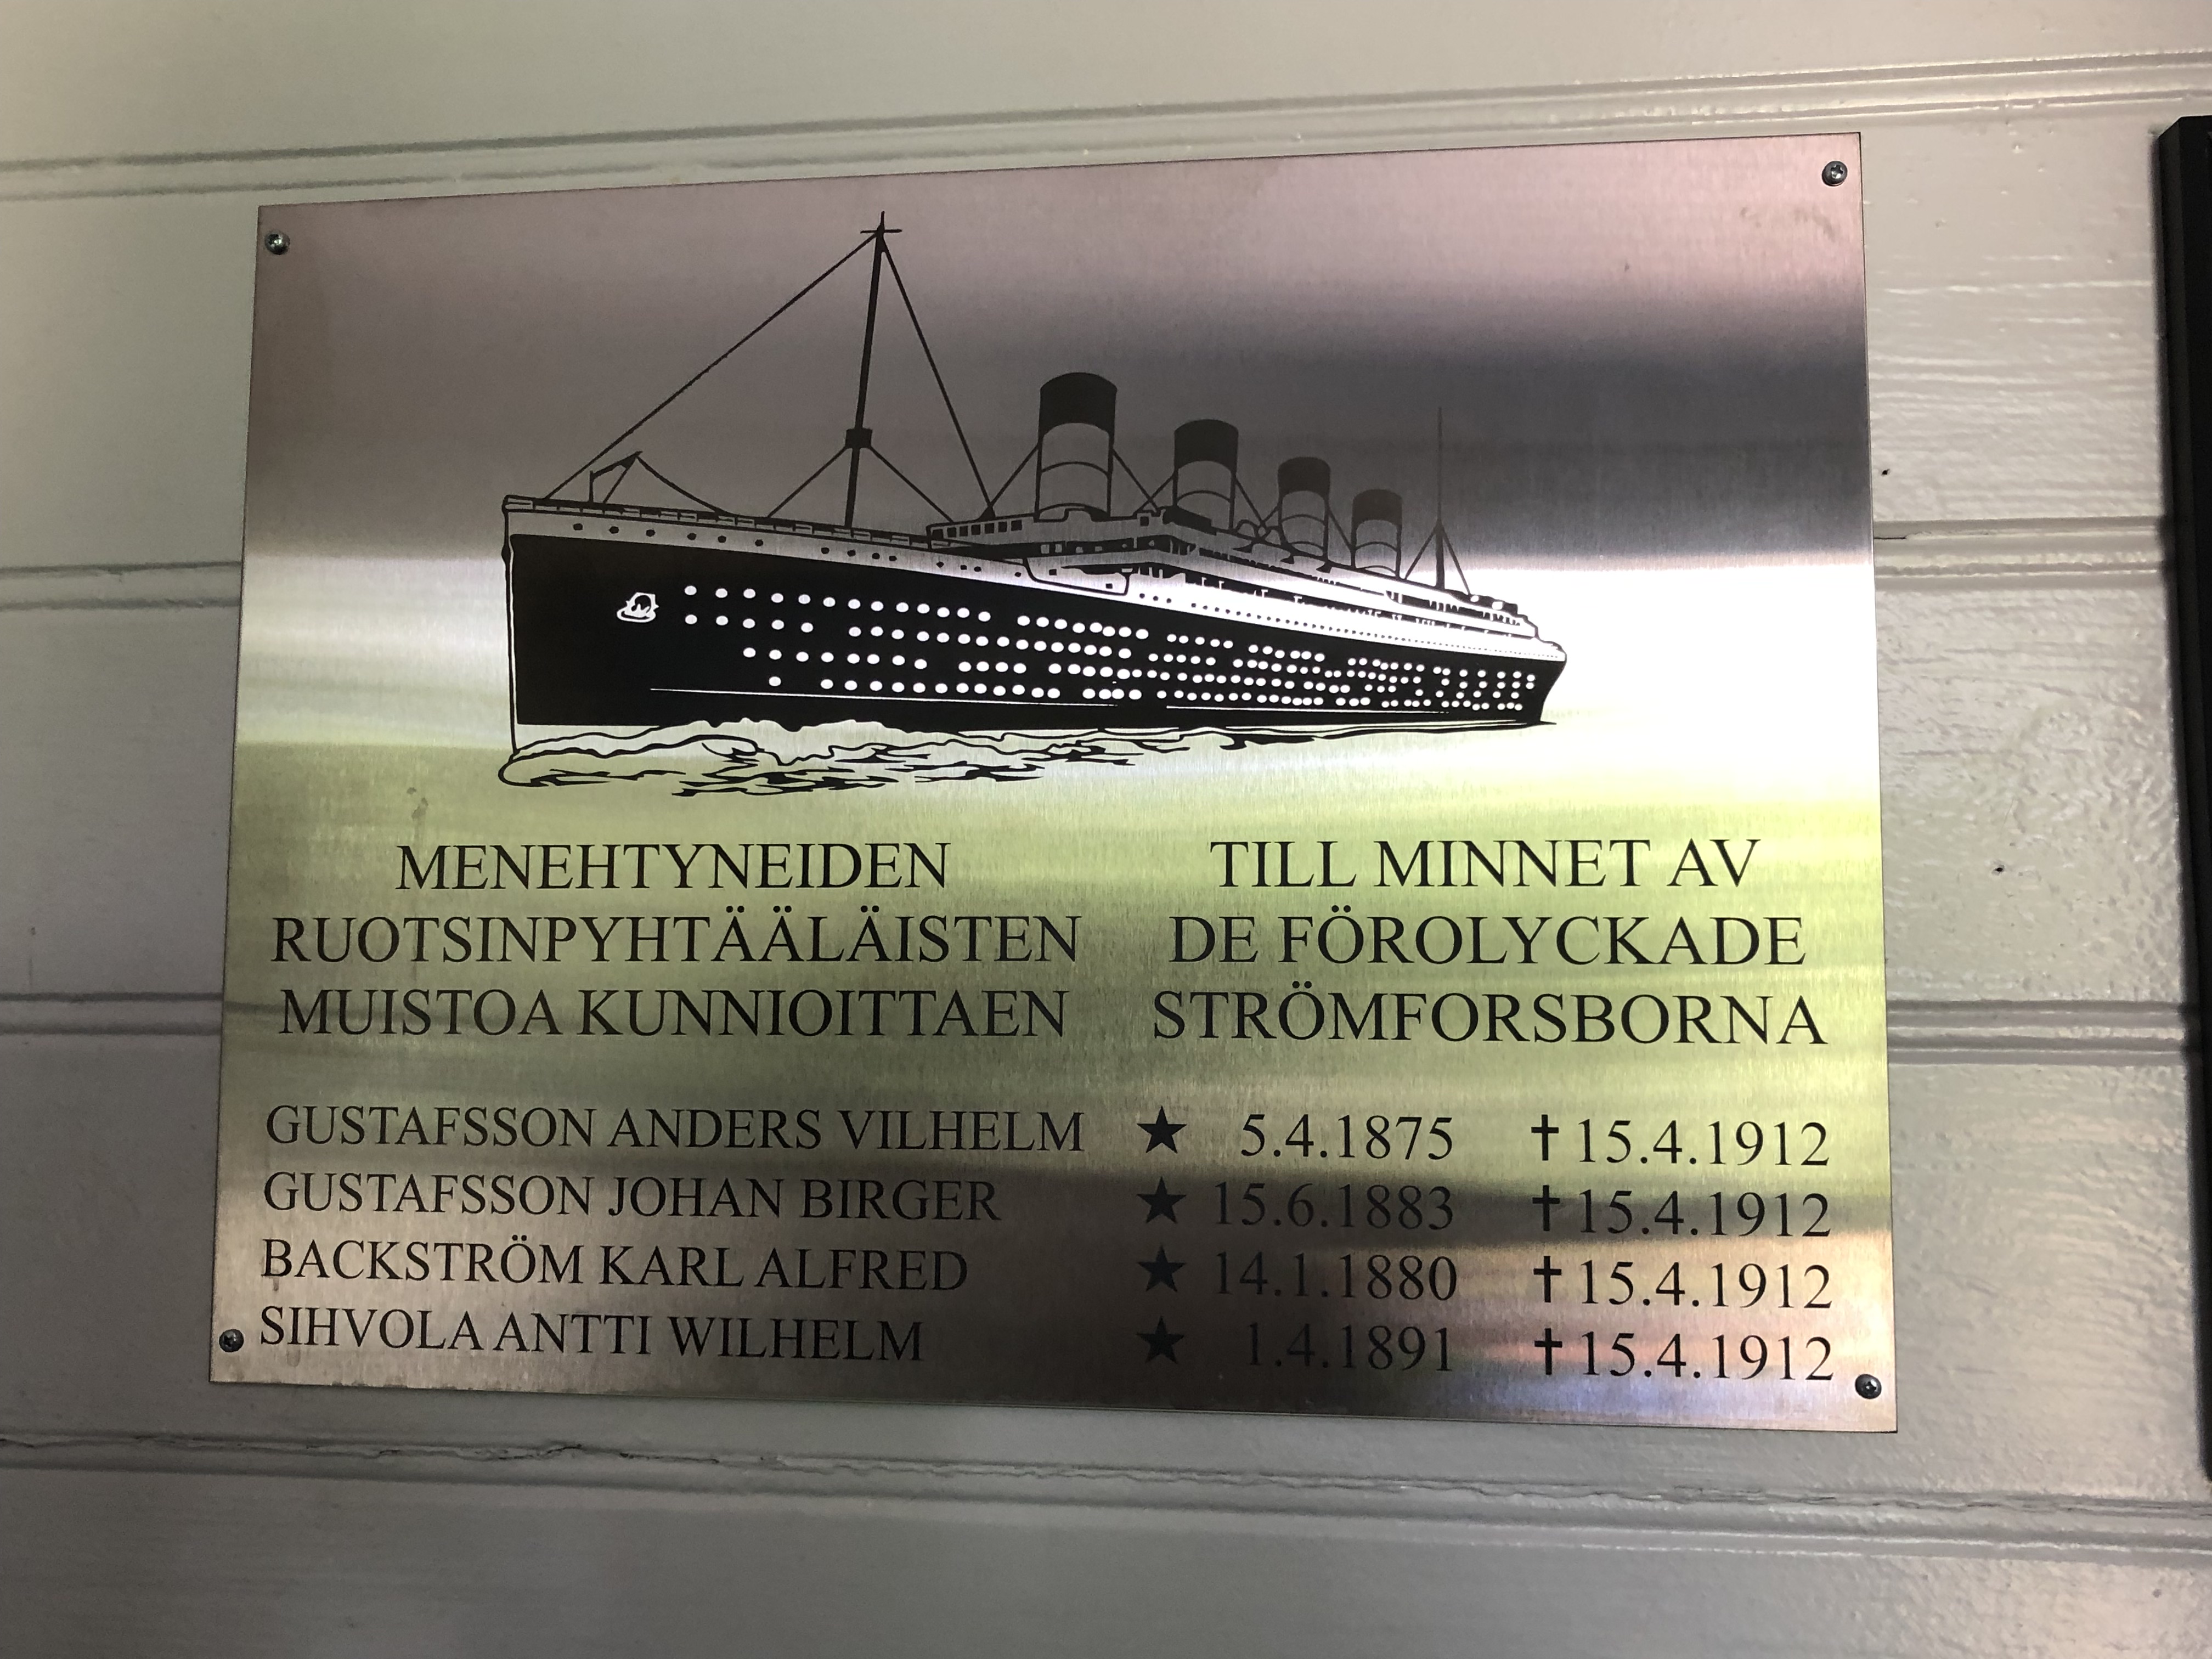 MENEHTYNEIDEN
RUOTSINPYHTÄÄLÄISTEN
MUISTOA KUNNIOITTAEN
TILL MINNET AV
DE FÖROLYCKADE
STRÖMFORSBORNA
GUSTAFSSON ANDERS VILHELM ★ 5.4.1875 ✝15.4.1912
GUSTAFSSON JOHAN BIRGER ★ 15.6.1883 ✝15.4.1912
BACKSTRÖM KARL ALFRED ★ 14.1.1880 ✝15.4.1912
SIHVOLA ANTTI WILHELM ★ 1.4.1891 ✝15.4.1912